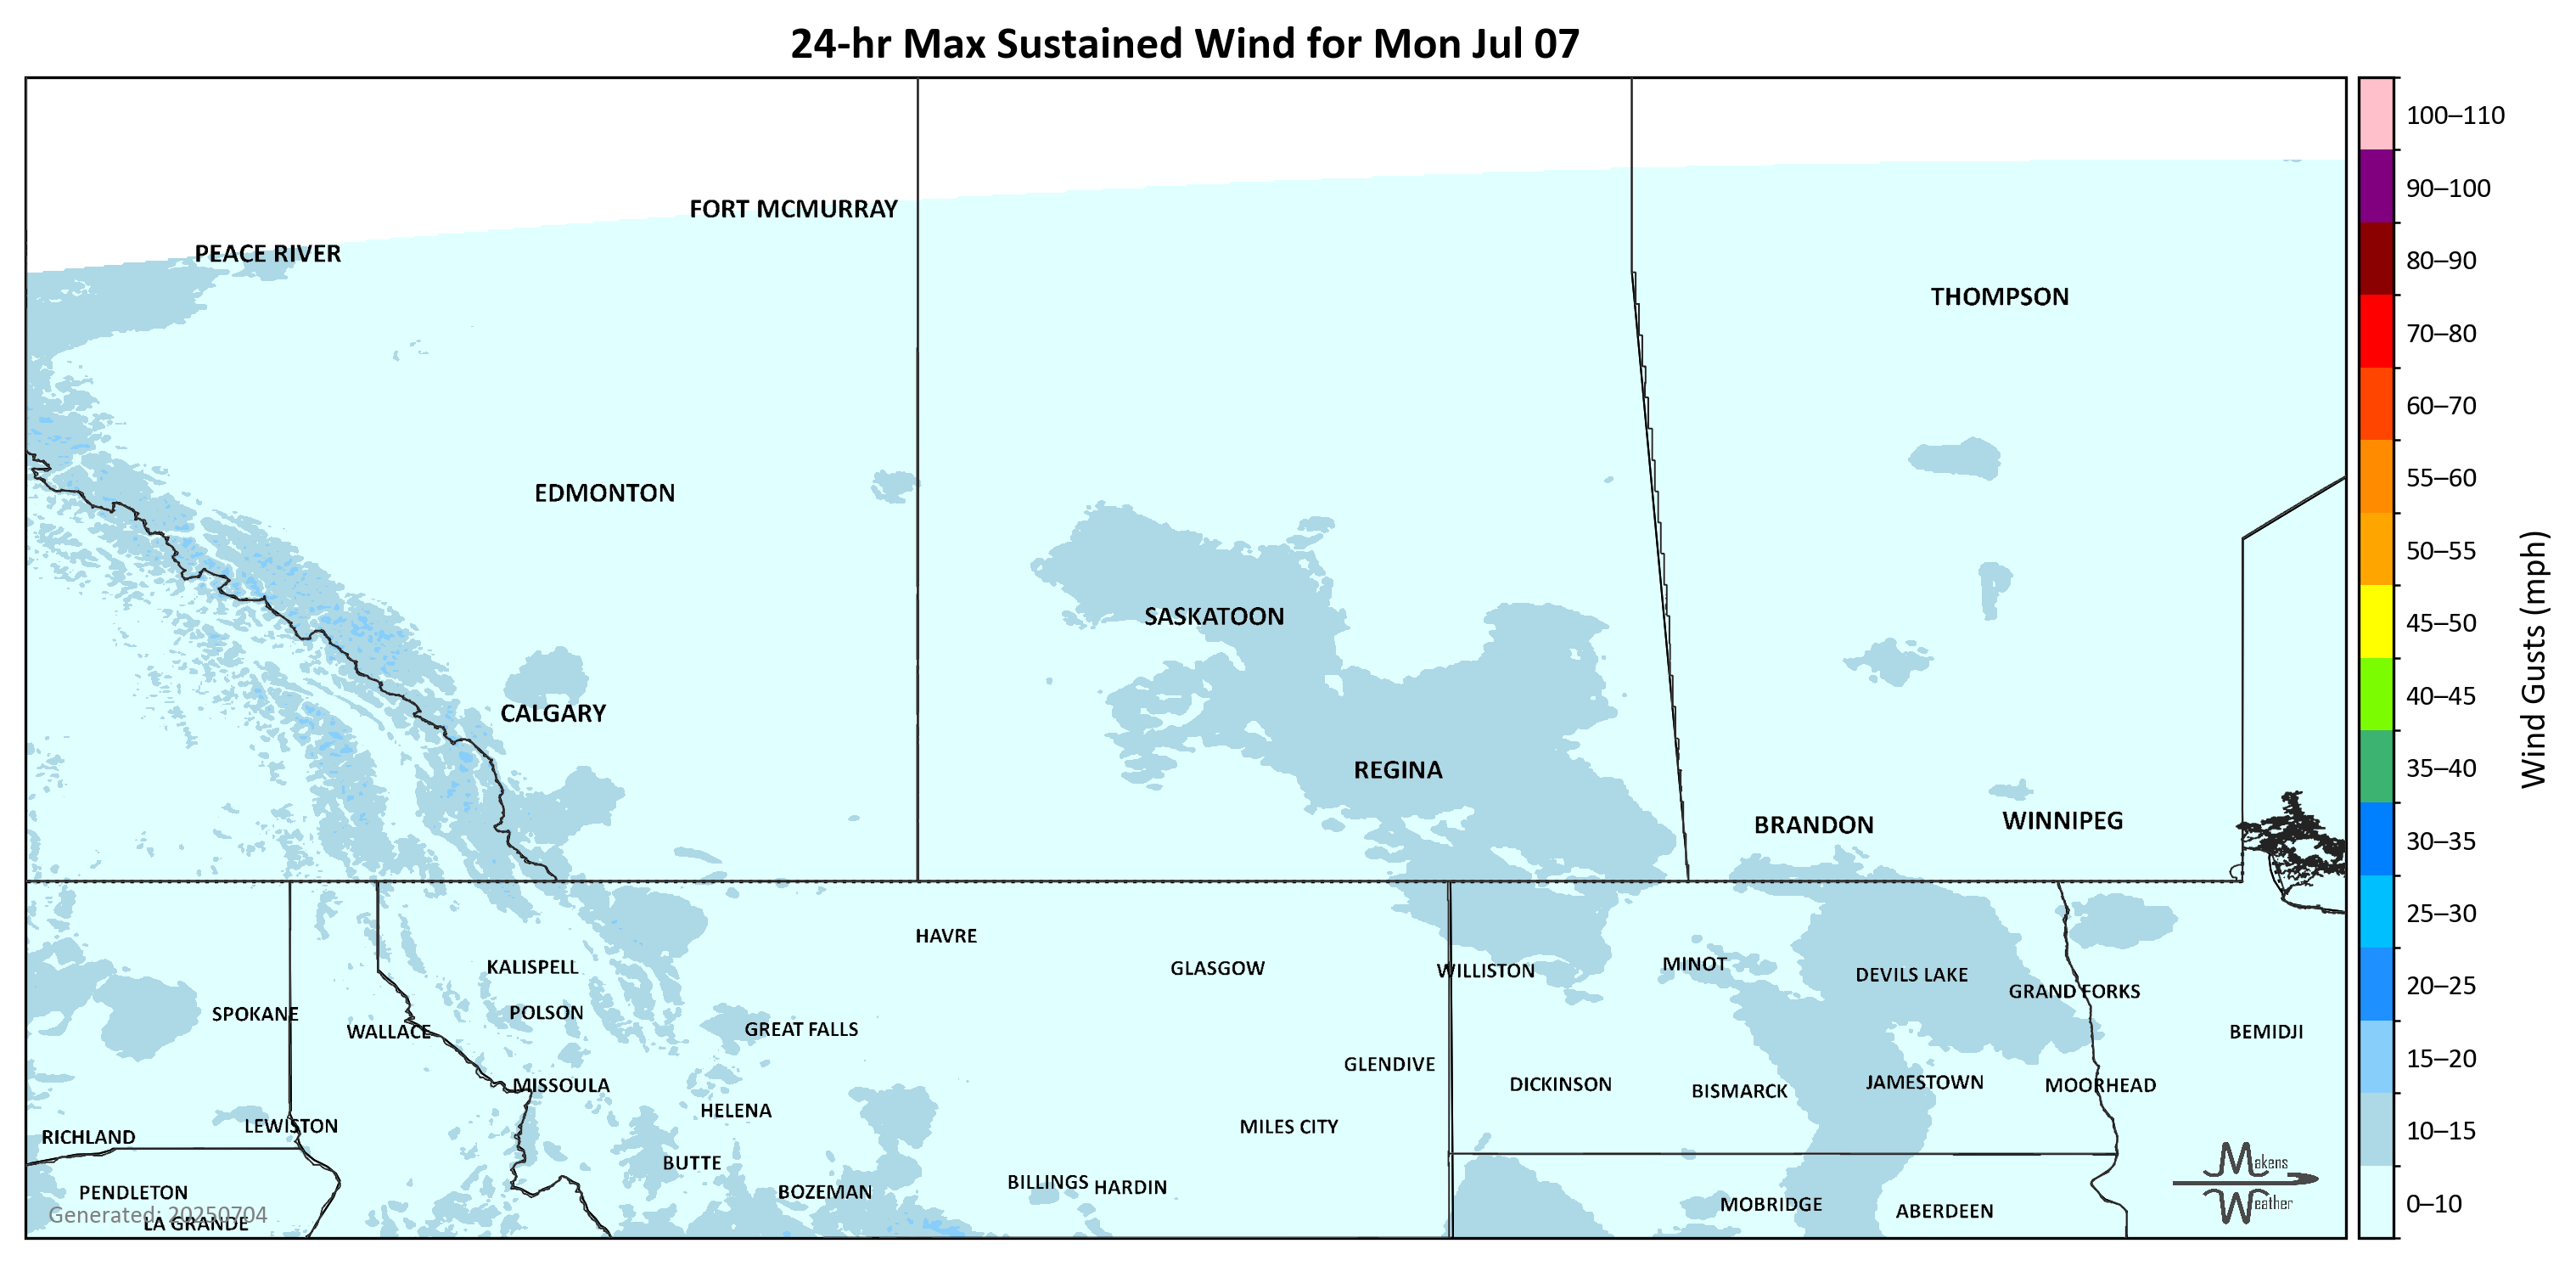 24-hr Max Sustained Wind for Mon Jul 07
100–110
90–100
80–90
70–80
60–70
55–60
50–55
45–50
40–45
35–40
30–35
25–30
20–25
15–20
10–15
0–10
Wind Gusts (mph)
FORT MCMURRAY
PEACE RIVER
THOMPSON
EDMONTON
SASKATOON
CALGARY
REGINA
BRANDON
WINNIPEG
HAVRE
KALISPELL
GLASGOW
WILLISTON
MINOT
DEVILS LAKE
GRAND FORKS
SPOKANE
POLSON
WALLACE
GREAT FALLS
BEMIDJI
GLENDIVE
MISSOULA
DICKINSON
BISMARCK
JAMESTOWN
MOORHEAD
HELENA
LEWISTON
MILES CITY
RICHLAND
BUTTE
PENDLETON
BOZEMAN
BILLINGS
HARDIN
MOBRIDGE
ABERDEEN
Generated: 20250704
LA GRANDE
Makens
Weather